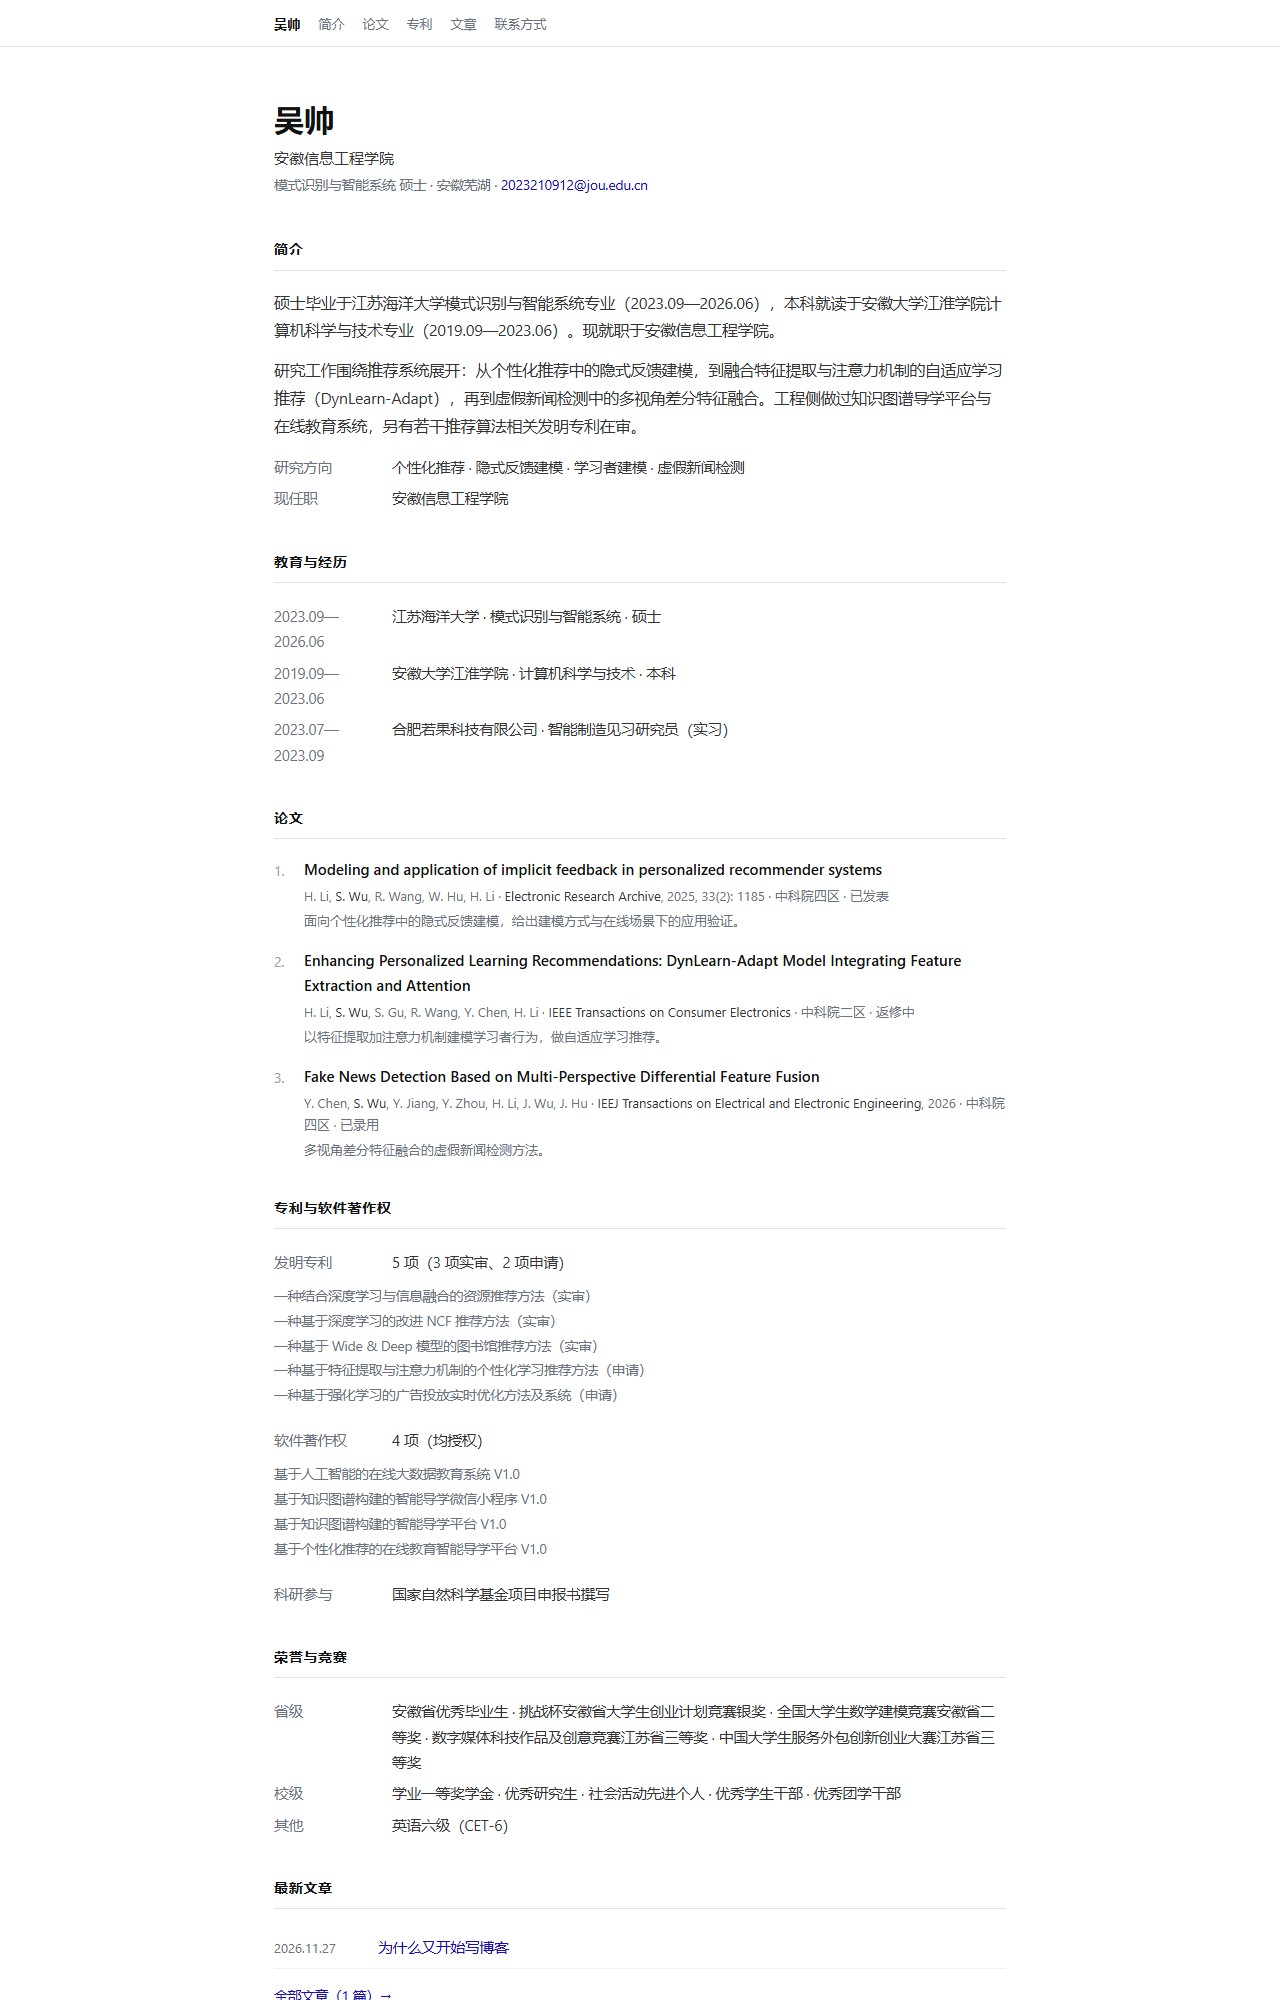 吴帅 简介 论文 专利 文章 联系方式
吴帅
安徽信息工程学院
模式识别与智能系统 硕士 · 安徽芜湖 · 2023210912@jou.edu.cn
简介
硕士毕业于江苏海洋大学模式识别与智能系统专业（2023.09—2026.06），本科就读于安徽大学江淮学院计
算机科学与技术专业（2019.09—2023.06）。现就职于安徽信息工程学院。
研究工作围绕推荐系统展开：从个性化推荐中的隐式反馈建模，到融合特征提取与注意力机制的自适应学习
推荐（DynLearn-Adapt），再到虚假新闻检测中的多视角差分特征融合。工程侧做过知识图谱导学平台与
在线教育系统，另有若干推荐算法相关发明专利在审。
研究方向 个性化推荐 · 隐式反馈建模 · 学习者建模 · 虚假新闻检测
现任职 安徽信息工程学院
教育与经历
2023.09— 江苏海洋大学 · 模式识别与智能系统 · 硕士
2026.06
2019.09— 安徽大学江淮学院 · 计算机科学与技术 · 本科
2023.06
2023.07— 合肥若果科技有限公司 · 智能制造见习研究员（实习）
2023.09
论文
1. Modeling and application of implicit feedback in personalized recommender systems
H. Li, S. Wu, R. Wang, W. Hu, H. Li · Electronic Research Archive, 2025, 33(2): 1185 · 中科院四区 · 已发表
面向个性化推荐中的隐式反馈建模，给出建模方式与在线场景下的应用验证。
2. Enhancing Personalized Learning Recommendations: DynLearn-Adapt Model Integrating Feature
Extraction and Attention
H. Li, S. Wu, S. Gu, R. Wang, Y. Chen, H. Li · IEEE Transactions on Consumer Electronics · 中科院二区 · 返修中
以特征提取加注意力机制建模学习者行为，做自适应学习推荐。
3. Fake News Detection Based on Multi-Perspective Differential Feature Fusion
Y. Chen, S. Wu, Y. Jiang, Y. Zhou, H. Li, J. Wu, J. Hu · IEEJ Transactions on Electrical and Electronic Engineering, 2026 · 中科院
四区 · 已录用
多视角差分特征融合的虚假新闻检测方法。
专利与软件著作权
发明专利 5 项（3 项实审、2 项申请）
一种结合深度学习与信息融合的资源推荐方法（实审）
一种基于深度学习的改进 NCF 推荐方法（实审）
一种基于 Wide & Deep 模型的图书馆推荐方法（实审）
一种基于特征提取与注意力机制的个性化学习推荐方法（申请）
一种基于强化学习的广告投放实时优化方法及系统（申请）
软件著作权 4 项（均授权）
基于人工智能的在线大数据教育系统 V1.0
基于知识图谱构建的智能导学微信小程序 V1.0
基于知识图谱构建的智能导学平台 V1.0
基于个性化推荐的在线教育智能导学平台 V1.0
科研参与 国家自然科学基金项目申报书撰写
荣誉与竞赛
省级 安徽省优秀毕业生 · 挑战杯安徽省大学生创业计划竞赛银奖 · 全国大学生数学建模竞赛安徽省二
等奖 · 数字媒体科技作品及创意竞赛江苏省三等奖 · 中国大学生服务外包创新创业大赛江苏省三
等奖
校级 学业一等奖学金 · 优秀研究生 · 社会活动先进个人 · 优秀学生干部 · 优秀团学干部
其他 英语六级（CET-6）
最新文章
2026.11.27 为什么又开始写博客
全部文章（1 篇）→